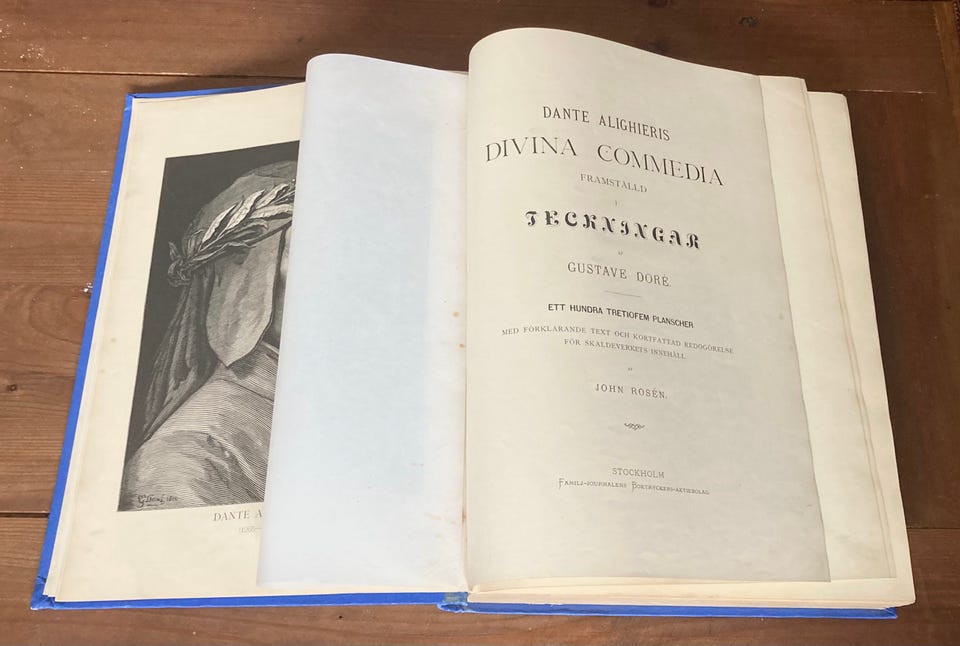 DANTE A
(1265—
DANTE ALIGHIERIS
DIVINA COMMEDIA
FRAMSTÄLLD
I
TECKNINGAR
AF
GUSTAVE DORÉ.
ETT HUNDRA TRETIOFEM PLANSCHER
MED FÖRKLARANDE TEXT OCH KORTFATTAD REDOGÖRELSE
FÖR SKALDEVERKETS INNEHÅLL
AF
JOHN ROSÉN.
STOCKHOLM
FAMILJ-JOURNALENS BOKTRYCKERI-AKTIEBOLAG